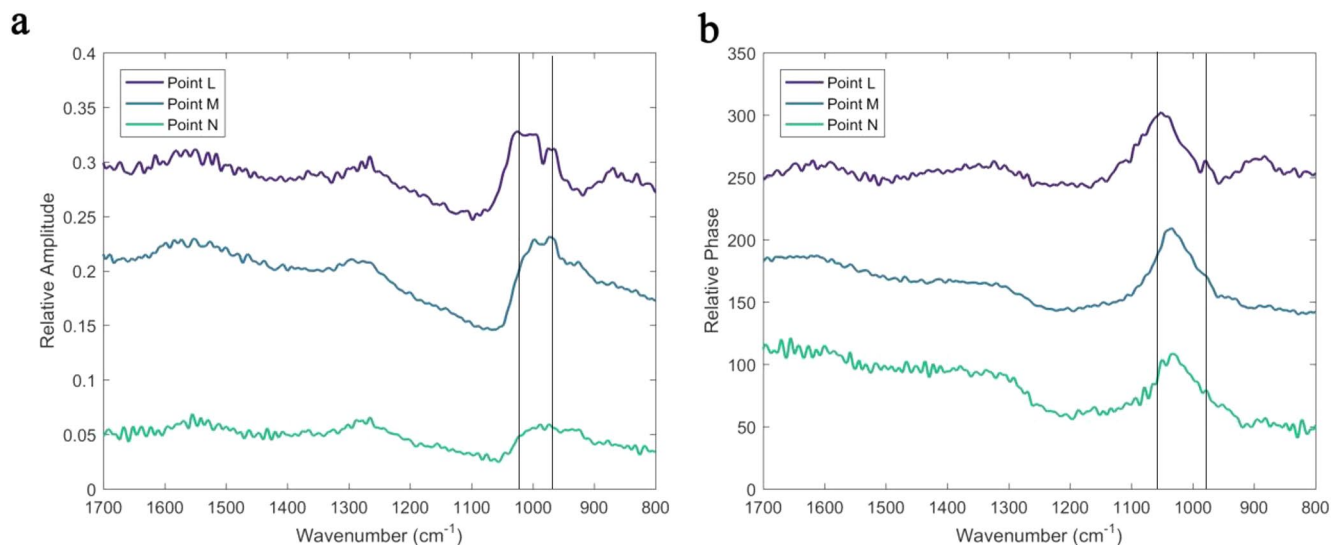 a
0.4
0.35
0.3
0.25
0.2
0.15
0.1
0.05
0
Relative Amplitude
Point L
Point M
Point N
1700 1600 1500 1400 1300 1200 1100 1000 900 800
Wavenumber (cm⁻¹)
b
350
300
250
200
150
100
50
0
Relative Phase
Point L
Point M
Point N
1700 1600 1500 1400 1300 1200 1100 1000 900 800
Wavenumber (cm⁻¹)